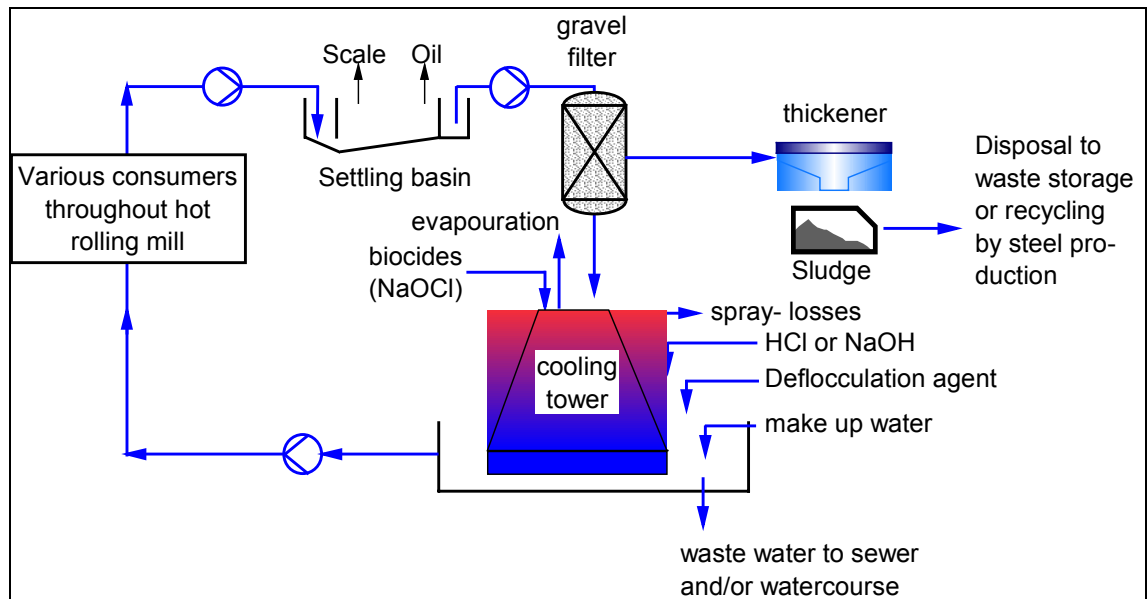 gravel
filter
Scale
Oil
thickener
Settling basin
Various consumers
throughout hot
rolling mill
Disposal to
waste storage
or recycling
by steel pro-
duction
Sludge
evapouration
biocides
(NaOCl)
spray- losses
HCl or NaOH
cooling
tower
Deflocculation agent
make up water
waste water to sewer
and/or watercourse